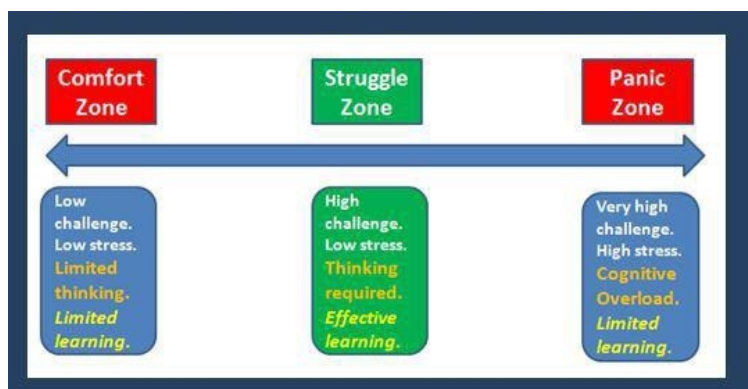 Comfort
Zone
Struggle
Zone
Panic
Zone
Low
challenge.
Low stress.
Limited
thinking.
Limited
learning.
High
challenge.
Low stress.
Thinking
required.
Effective
learning.
Very high
challenge.
High stress.
Cognitive
Overload.
Limited
learning.